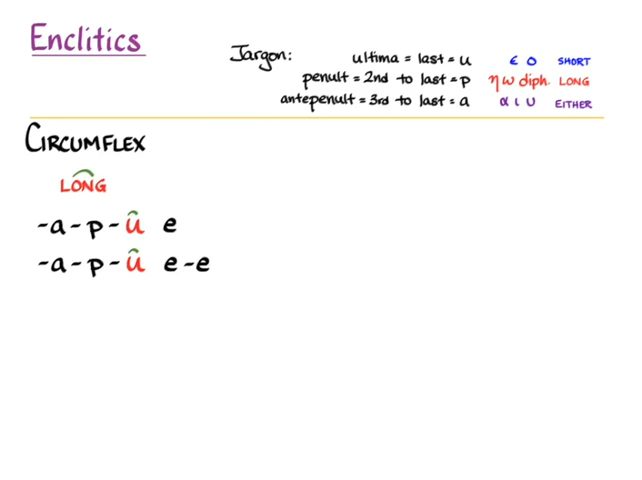 Enclitics
Jargon:
ultima = last = u ε ο SHORT
penult = 2nd to last = p η ω diph. LONG
antepenult = 3rd to last = a α ι υ EITHER
CIRCUMFLEX
LONG
-a-p-û e
-a-p-û e-e